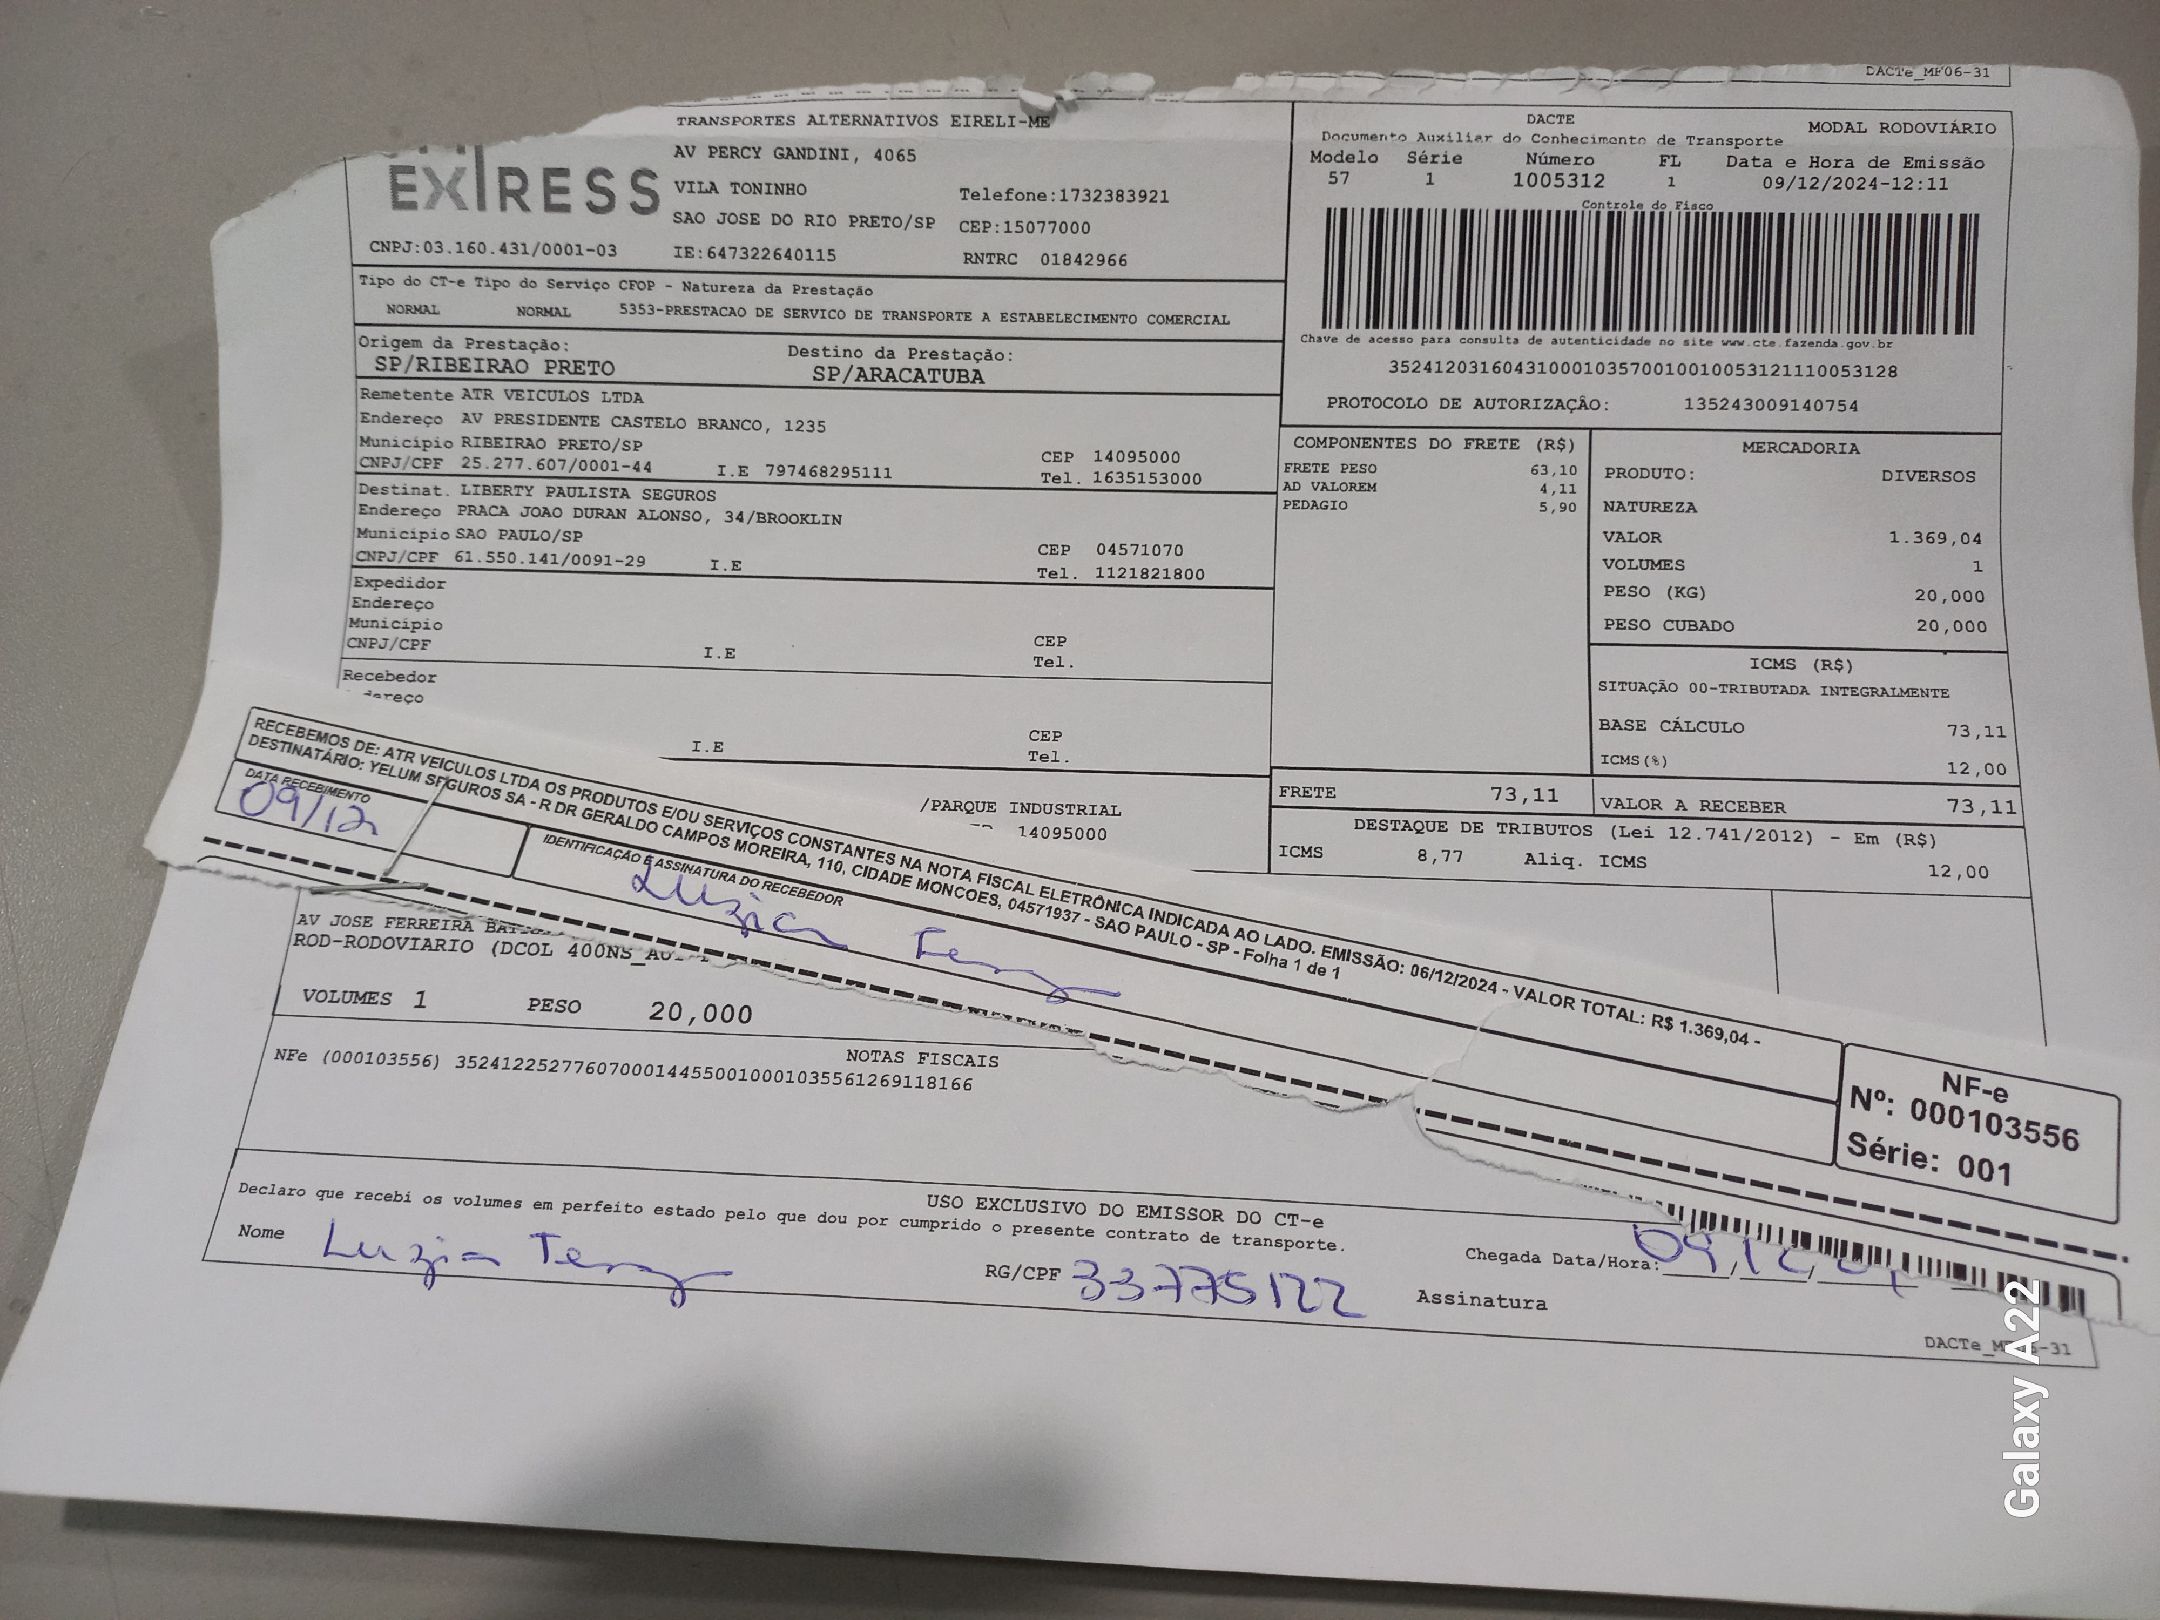 DACTe_MF06-31
TRANSPORTES ALTERNATIVOS EIRELI-ME
AV PERCY GANDINI, 4065
VILA TONINHO
Telefone:1732383921
SAO JOSE DO RIO PRETO/SP
CEP:15077000
CNPJ:03.160.431/0001-03
IE:647322640115
RNTRC 01842966
DACTE
MODAL RODOVIÁRIO
Documento Auxiliar do Conhecimento de Transporte
Modelo Série Número FL Data e Hora de Emissão
57 1 1005312 1 09/12/2024-12:11
Controle do Fisco
Chave de acesso para consulta de autenticidade no site www.cte.fazenda.gov.br
35241203160431000103570010010053121110053128
PROTOCOLO DE AUTORIZAÇÃO: 135243009140754
Tipo do CT-e Tipo do Serviço CFOP - Natureza da Prestação
NORMAL NORMAL 5353-PRESTACAO DE SERVICO DE TRANSPORTE A ESTABELECIMENTO COMERCIAL
Origem da Prestação: Destino da Prestação:
SP/RIBEIRAO PRETO SP/ARACATUBA
Remetente ATR VEICULOS LTDA
Endereço AV PRESIDENTE CASTELO BRANCO, 1235
Município RIBEIRAO PRETO/SP CEP 14095000
CNPJ/CPF 25.277.607/0001-44 I.E 797468295111 Tel. 1635153000
Destinat. LIBERTY PAULISTA SEGUROS
Endereço PRACA JOAO DURAN ALONSO, 34/BROOKLIN
Município SAO PAULO/SP CEP 04571070
CNPJ/CPF 61.550.141/0091-29 I.E Tel. 1121821800
Expedidor
Endereço
Município CEP
CNPJ/CPF I.E Tel.
Recebedor
CEP
I.E Tel.
/PARQUE INDUSTRIAL
14095000
COMPONENTES DO FRETE (R$)
FRETE PESO 63,10
AD VALOREM 4,11
PEDAGIO 5,90
MERCADORIA
PRODUTO: DIVERSOS
NATUREZA
VALOR 1.369,04
VOLUMES 1
PESO (KG) 20,000
PESO CUBADO 20,000
ICMS (R$)
SITUAÇÃO 00-TRIBUTADA INTEGRALMENTE
BASE CÁLCULO 73,11
ICMS(%) 12,00
FRETE 73,11
VALOR A RECEBER 73,11
DESTAQUE DE TRIBUTOS (Lei 12.741/2012) - Em (R$)
ICMS 8,77 Aliq. ICMS 12,00
RECEBEMOS DE: ATR VEICULOS LTDA OS PRODUTOS E/OU SERVIÇOS CONSTANTES NA NOTA FISCAL ELETRÔNICA INDICADA AO LADO. EMISSÃO: 06/12/2024 - VALOR TOTAL: R$ 1.369,04 -
DESTINATÁRIO: YELUM SEGUROS SA - R DR GERALDO CAMPOS MOREIRA, 110, CIDADE MONCOES, 04571937 - SAO PAULO - SP - Folha 1 de 1
DATA RECEBIMENTO
09/12
IDENTIFICAÇÃO E ASSINATURA DO RECEBEDOR
Luzia
NF-e
Nº: 000103556
Série: 001
AV JOSE FERREIRA
ROD-RODOVIARIO (DCOL 400NS
VOLUMES 1 PESO 20,000
NOTAS FISCAIS
NFe (000103556) 35241225277607000144550010001035561269118166
USO EXCLUSIVO DO EMISSOR DO CT-e
Declaro que recebi os volumes em perfeito estado pelo que dou por cumprido o presente contrato de transporte.
Nome Luzia
RG/CPF 33775122
Chegada Data/Hora:
Assinatura
Galaxy A22